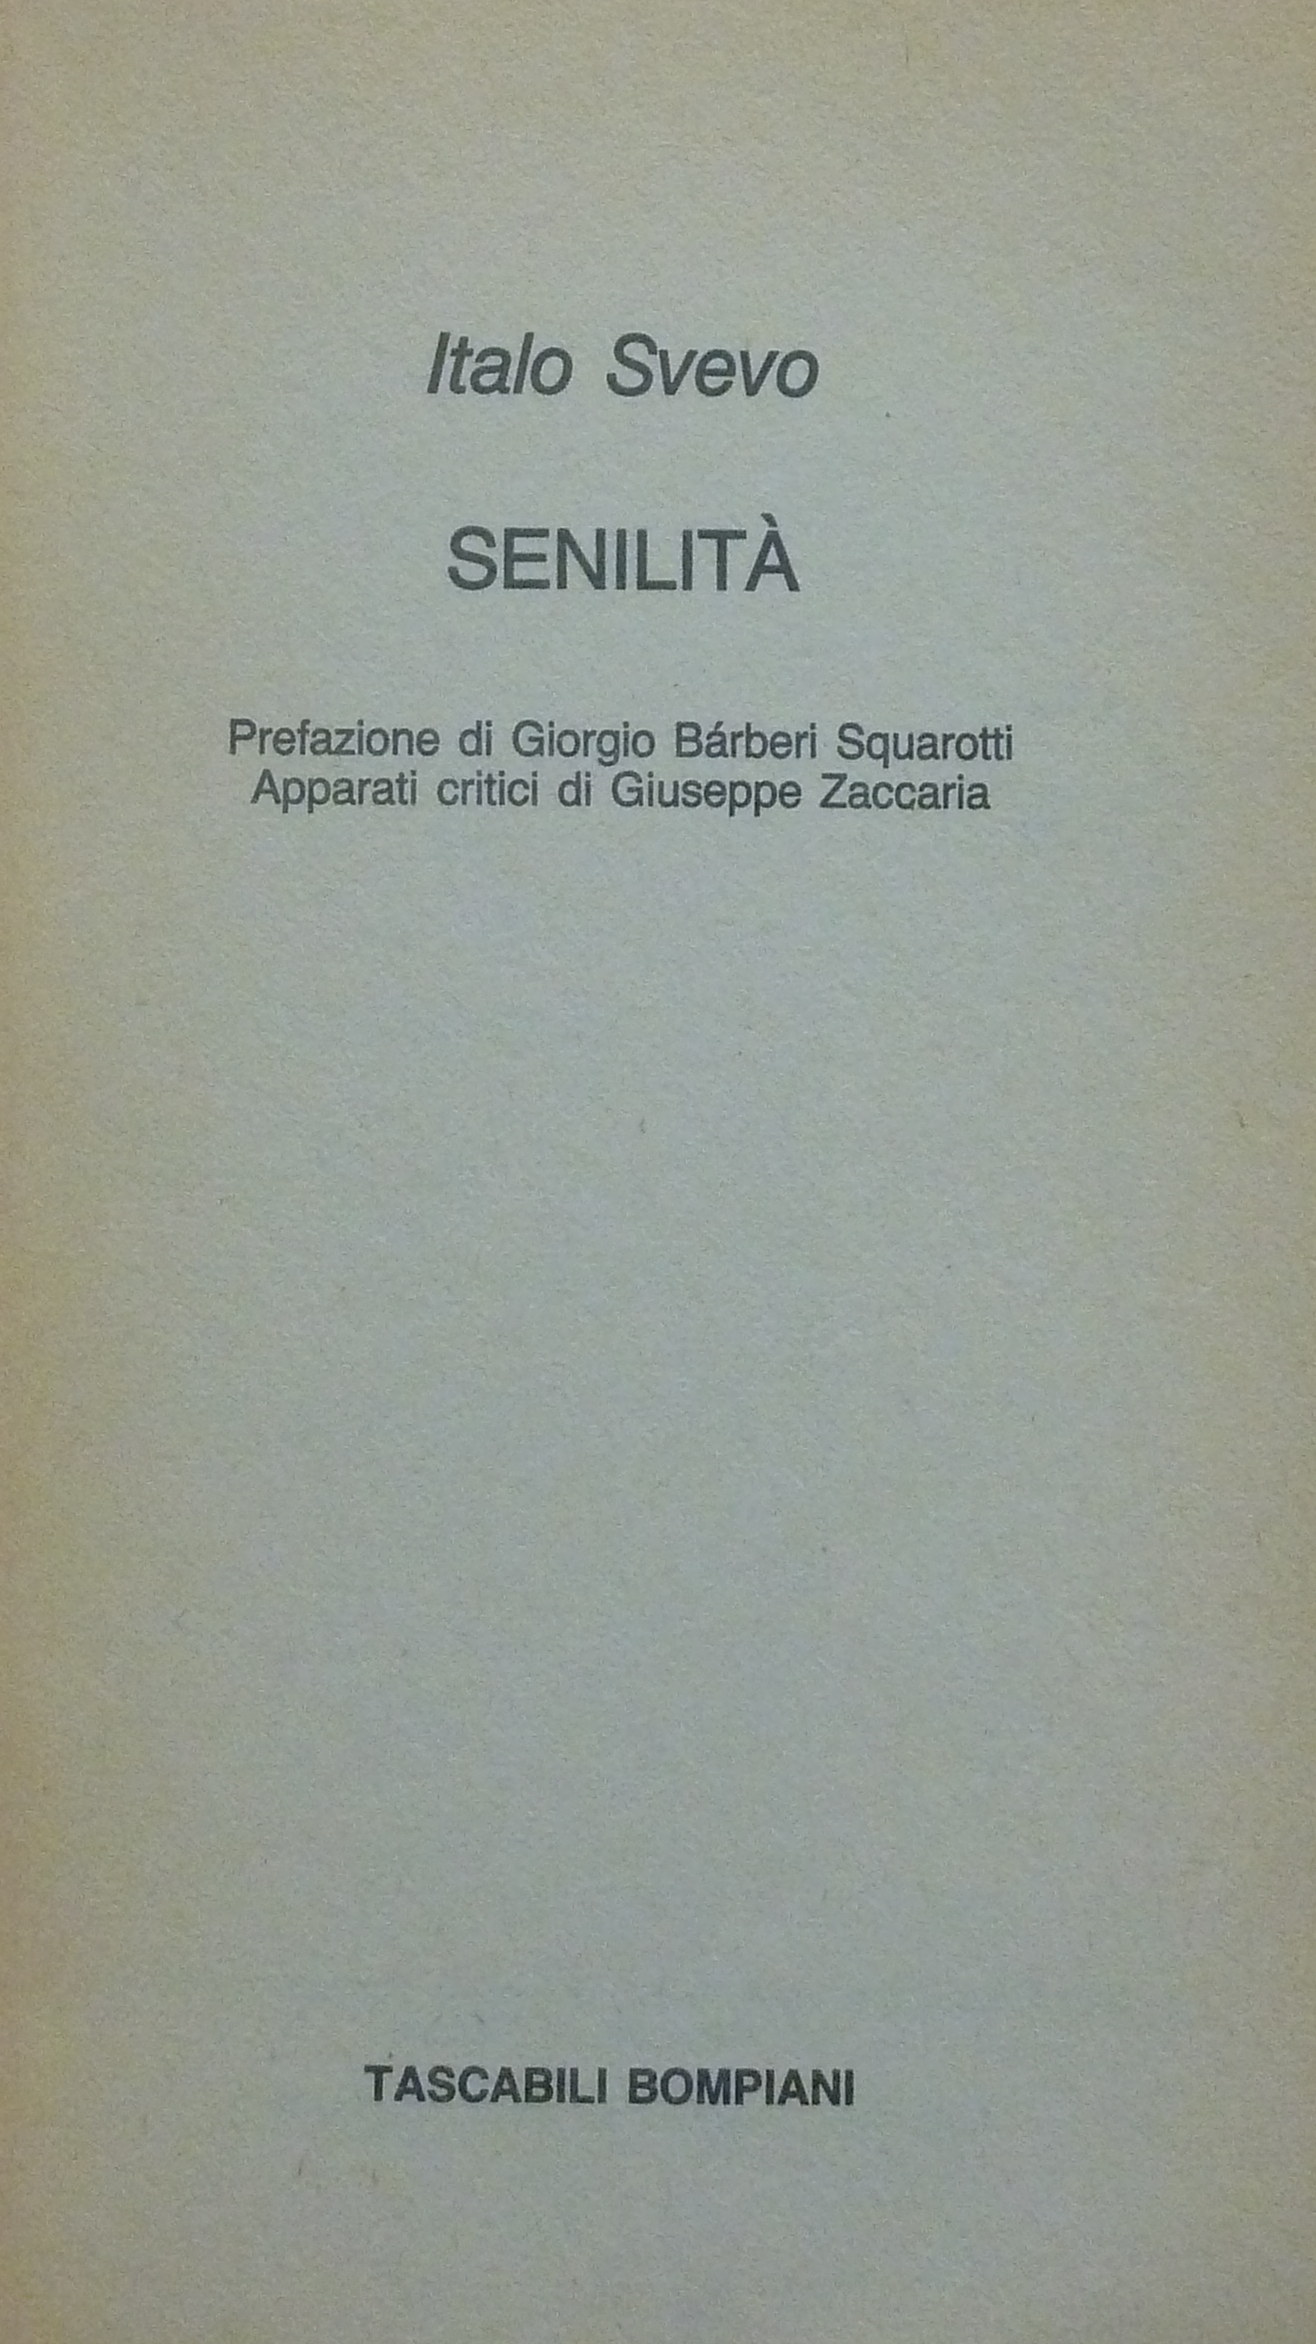 Italo Svevo
SENILITÀ
Prefazione di Giorgio Bárberi Squarotti
Apparati critici di Giuseppe Zaccaria
TASCABILI BOMPIANI